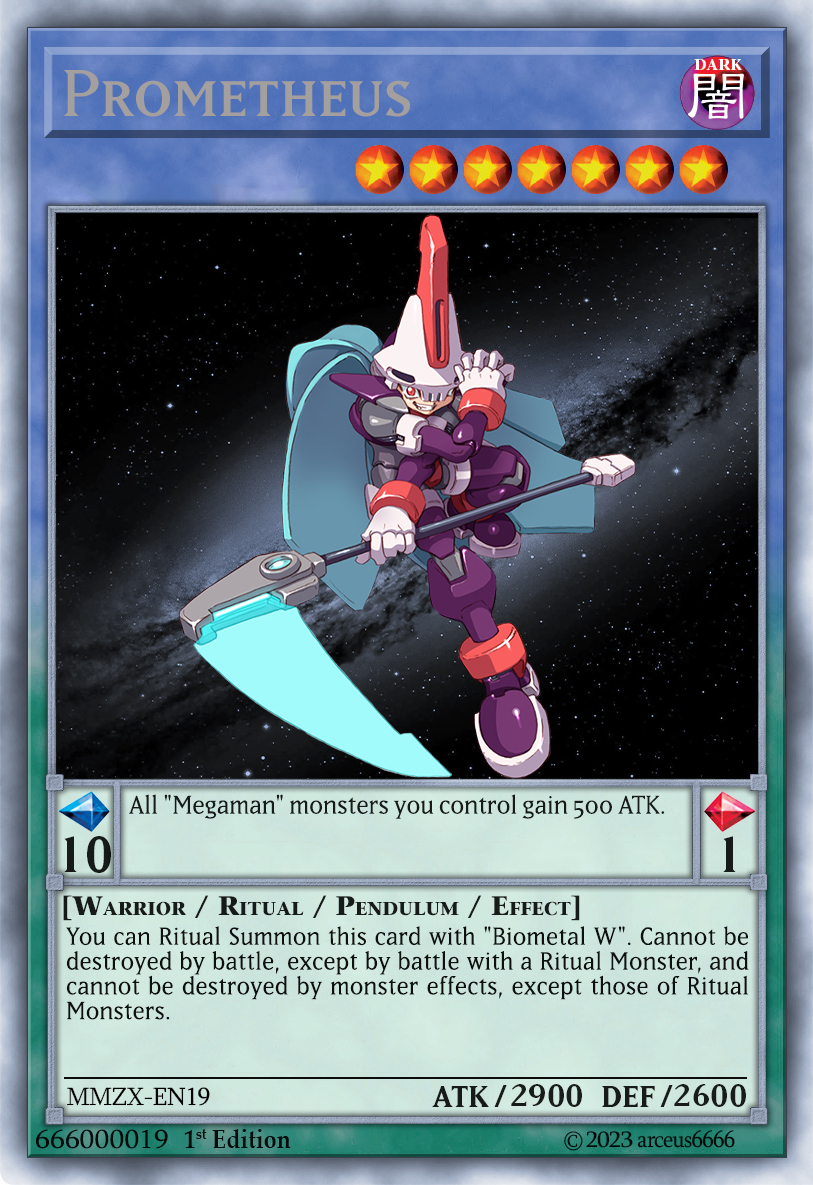 Prometheus
DARK
闇
All "Megaman" monsters you control gain 500 ATK.
10
1
[Warrior / Ritual / Pendulum / Effect]
You can Ritual Summon this card with "Biometal W". Cannot be
destroyed by battle, except by battle with a Ritual Monster, and
cannot be destroyed by monster effects, except those of Ritual
Monsters.
MMZX-EN19
ATK/2900 DEF/2600
666000019 1st Edition
© 2023 arceus6666